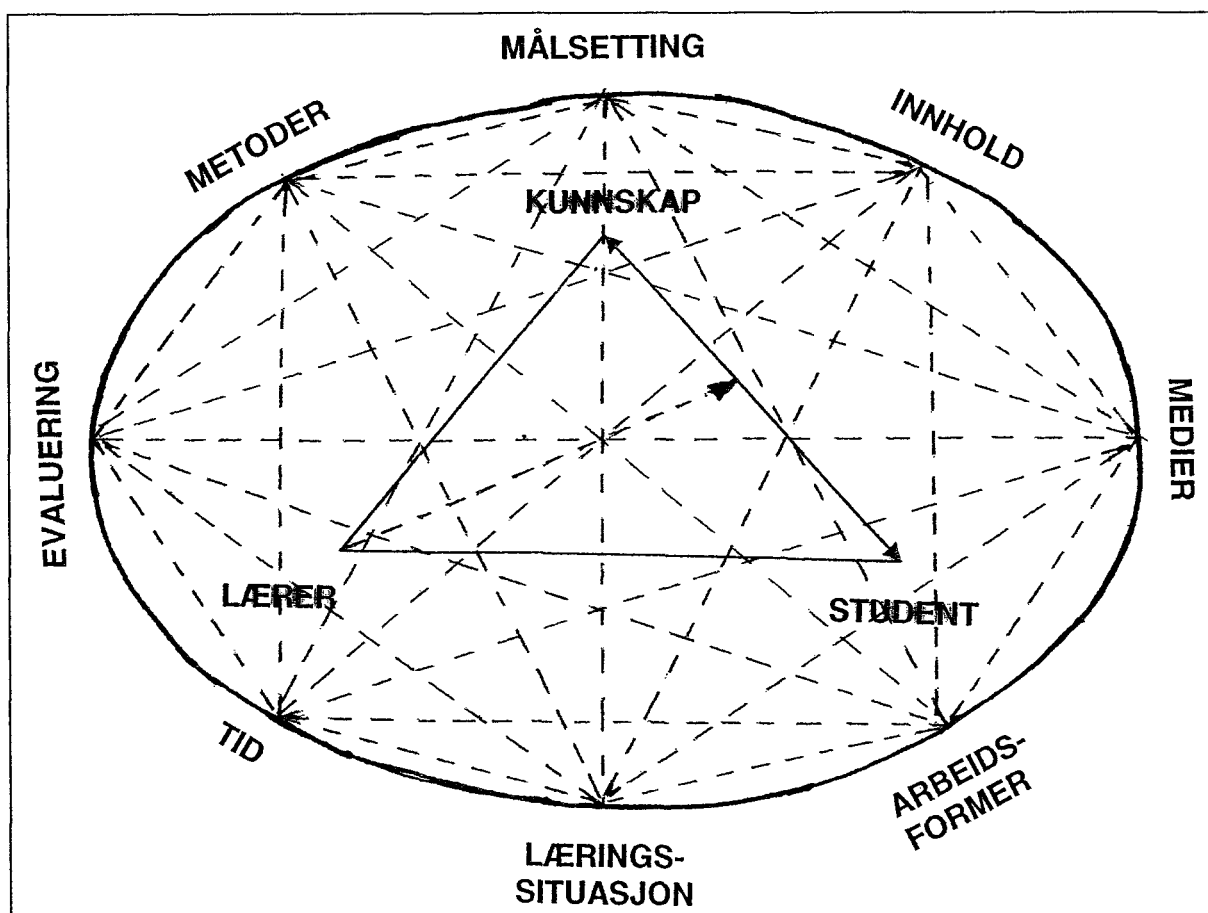 MÅLSETTING
METODER
INNHOLD
KUNNSKAP
EVALUERING
MEDIER
LÆRER
STUDENT
TID
ARBEIDS-
FORMER
LÆRINGS-
SITUASJON